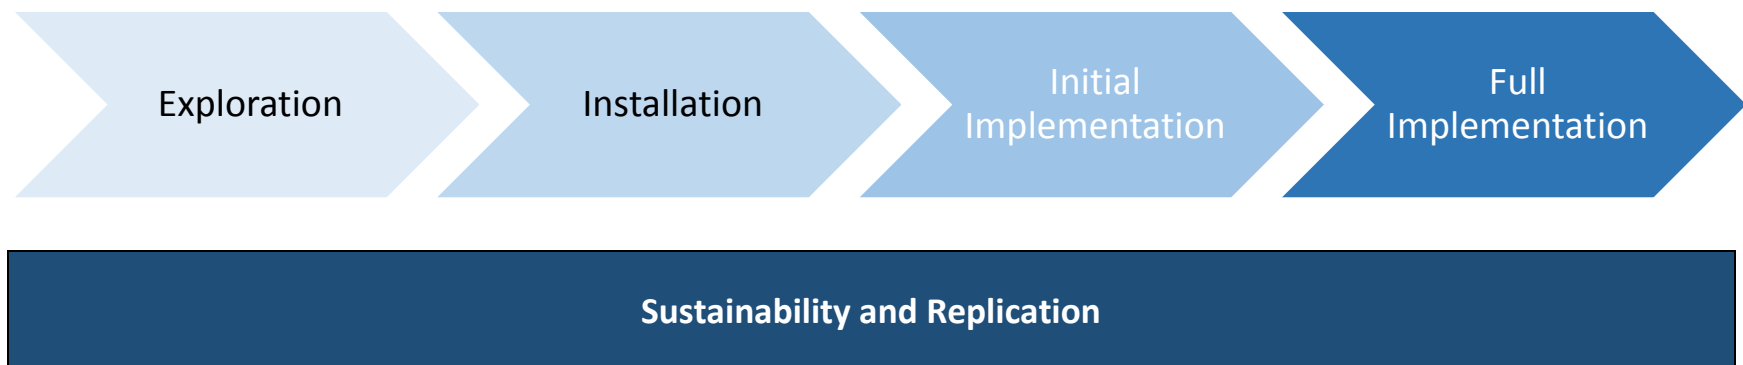 Exploration
Installation
Initial
Implementation
Full
Implementation
Sustainability and Replication